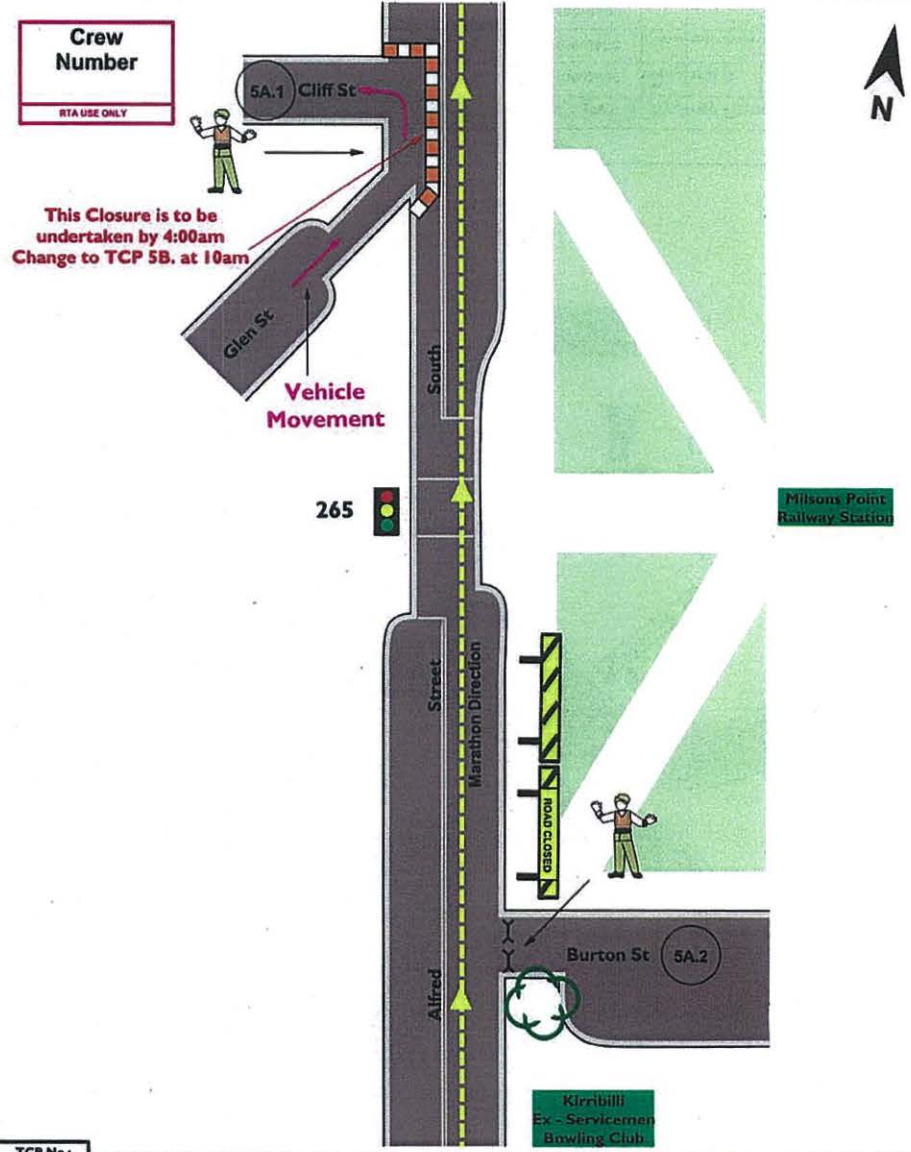 Crew
Number
RTA USE ONLY
N
5A.1
Cliff St
This Closure is to be
undertaken by 4:00am
Change to TCP 5B. at 10am
Glen St
Vehicle
Movement
South
265
Milsons Point
Railway Station
Street
Marathon Direction
ROAD CLOSED
Burton St
5A.2
Alfred
Kirribilli
Ex - Servicemen
Bowling Club
TCP No: